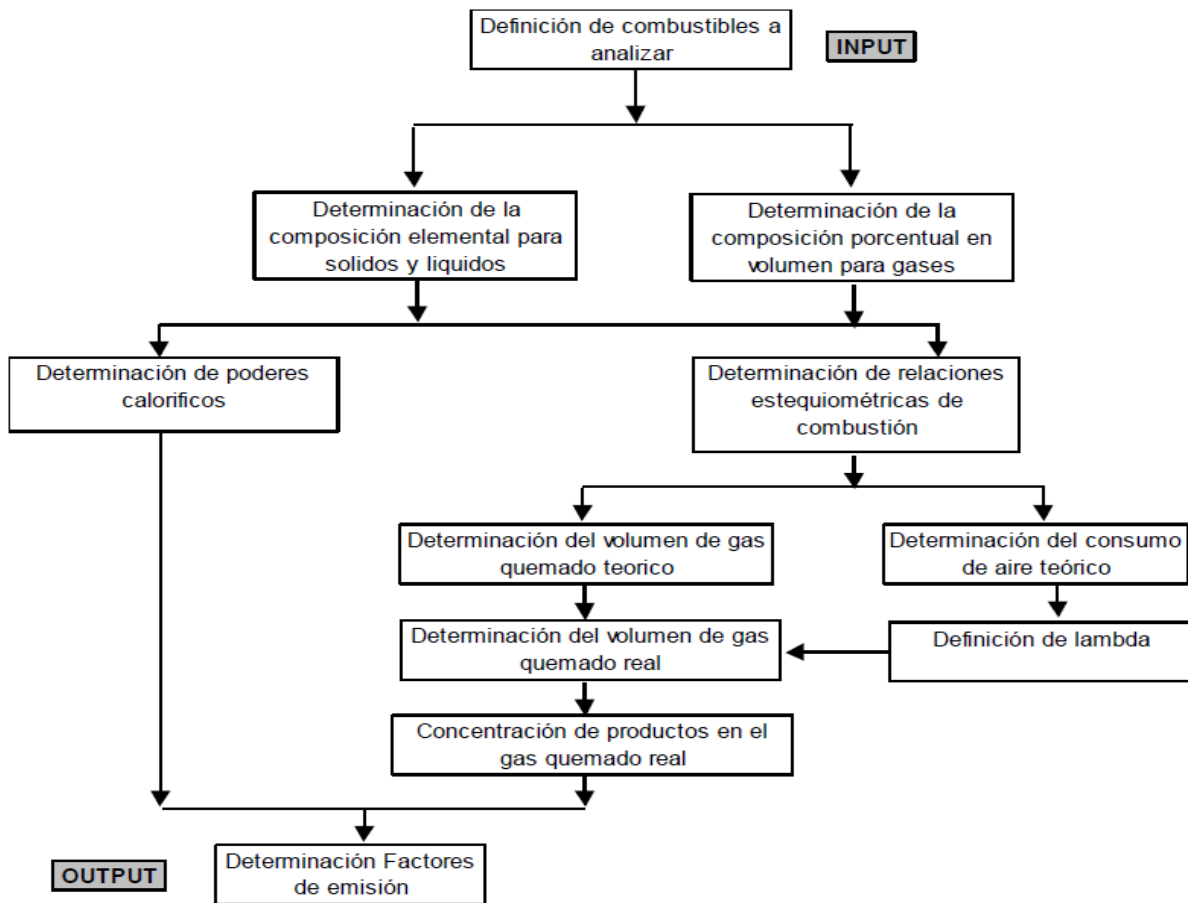 Definición de combustibles a
analizar
INPUT
Determinación de la
composición elemental para
solidos y liquidos
Determinación de la
composición porcentual en
volumen para gases
Determinación de poderes
calorificos
Determinación de relaciones
estequiométricas de
combustión
Determinación del volumen de gas
quemado teorico
Determinación del consumo
de aire teórico
Determinación del volumen de gas
quemado real
Definición de lambda
Concentración de productos en el
gas quemado real
OUTPUT
Determinación Factores
de emisión